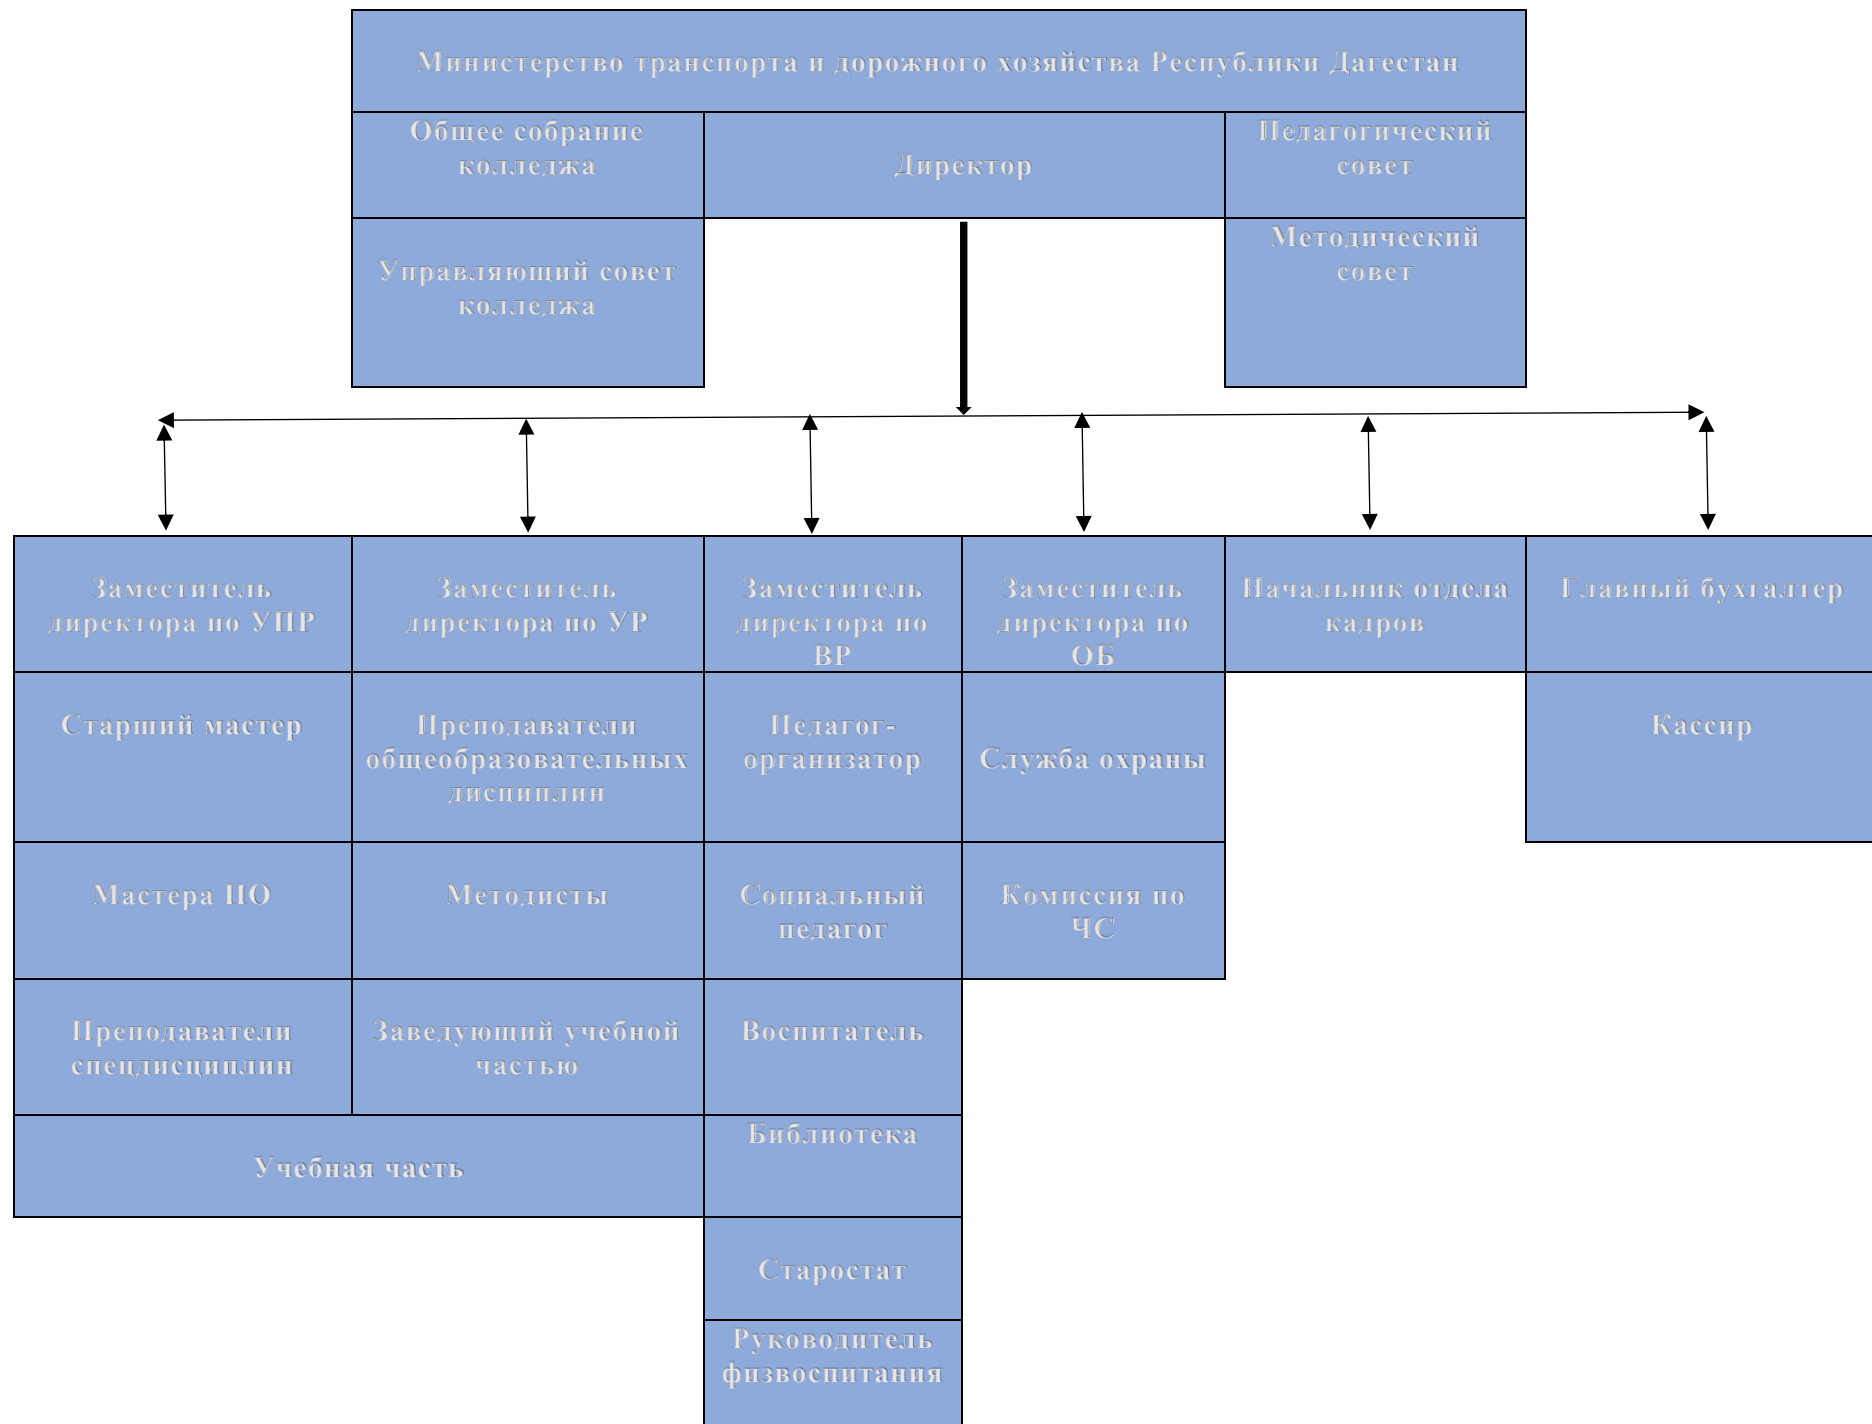 Министерство транспорта и дорожного хозяйства Республики Дагестан
Общее собрание
колледжа
Директор
Педагогический
совет
Управляющий совет
колледжа
Методический
совет
Заместитель
директора по УПР
Заместитель
директора по УР
Заместитель
директора по
ВР
Заместитель
директора по
ОБ
Начальник отдела
кадров
Главный бухгалтер
Старший мастер
Преподаватели
общеобразовательных
дисциплин
Педагог-
организатор
Служба охраны
Кассир
Мастера ПО
Методисты
Социальный
педагог
Комиссия по
ЧС
Преподаватели
спецдисциплин
Заведующий учебной
частью
Воспитатель
Учебная часть
Библиотека
Старостат
Руководитель
физвоспитания